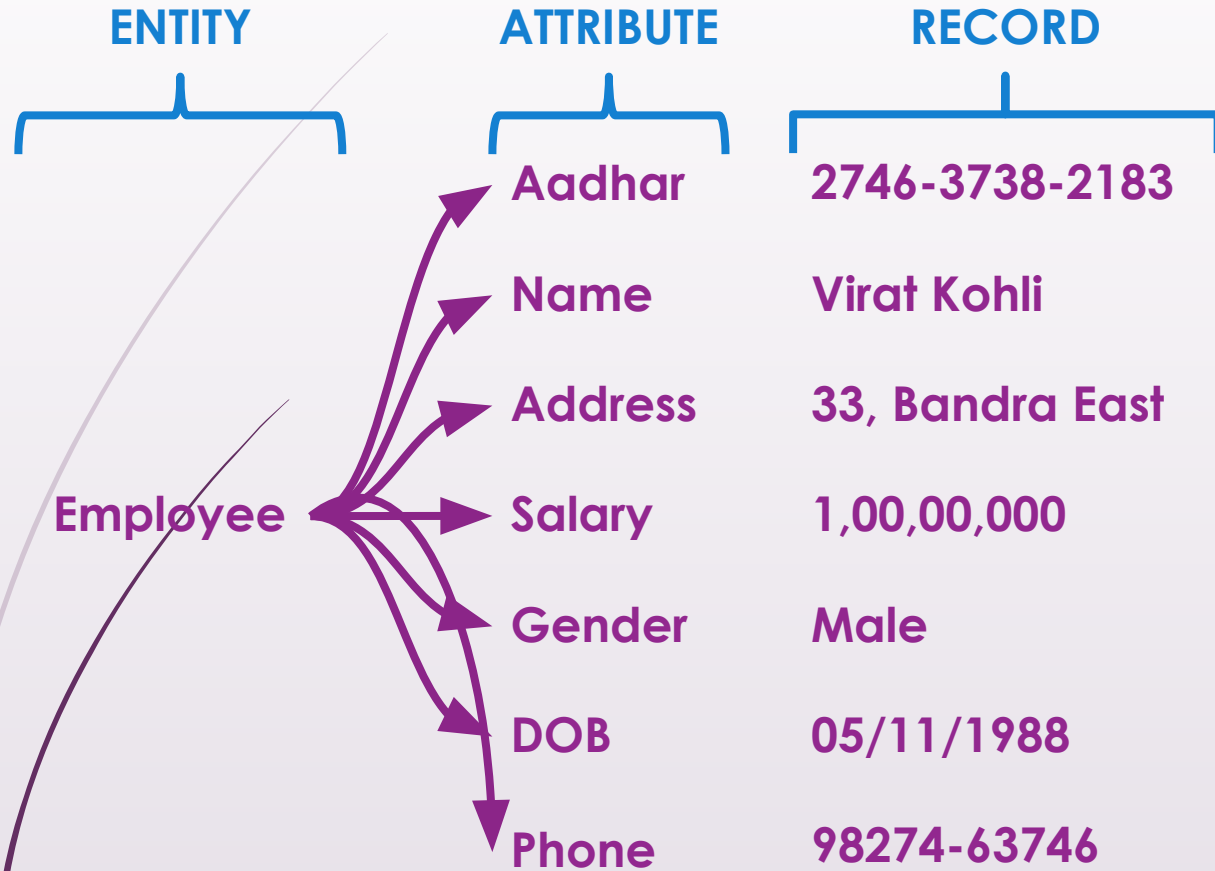 ENTITY ATTRIBUTE RECORD
Aadhar 2746-3738-2183
Name Virat Kohli
Address 33, Bandra East
Employee Salary 1,00,00,000
Gender Male
DOB 05/11/1988
Phone 98274-63746